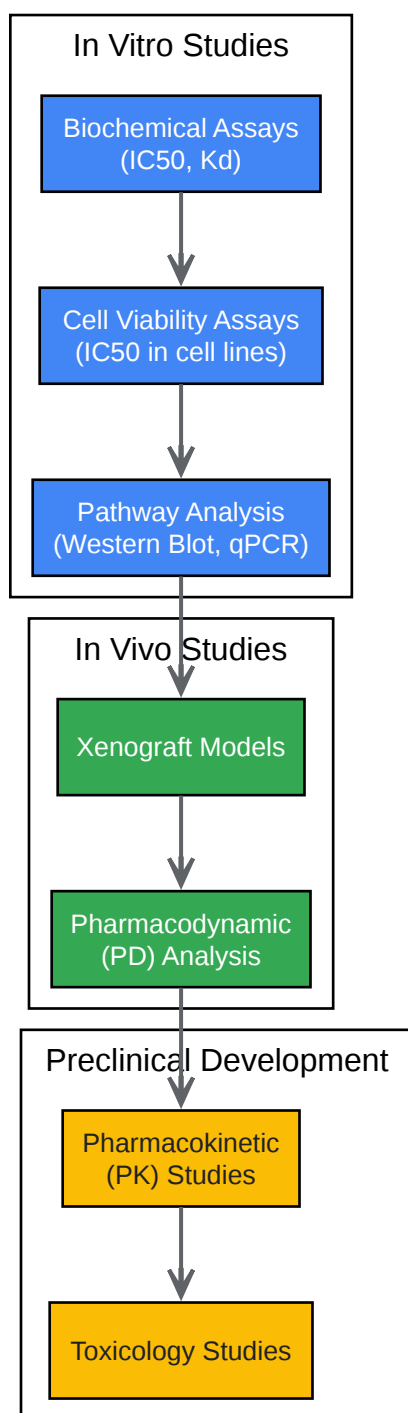 In Vitro Studies
Biochemical Assays
(IC50, Kd)
Cell Viability Assays
(IC50 in cell lines)
Pathway Analysis
(Western Blot, qPCR)
In Vivo Studies
Xenograft Models
Pharmacodynamic
(PD) Analysis
Preclinical Development
Pharmacokinetic
(PK) Studies
Toxicology Studies